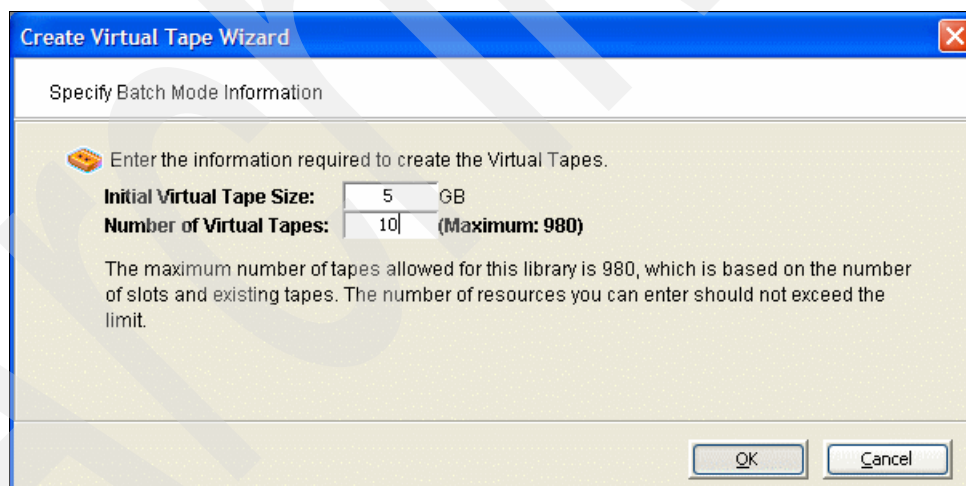 Create Virtual Tape Wizard
Specify Batch Mode Information
Enter the information required to create the Virtual Tapes.
Initial Virtual Tape Size: 5 GB
Number of Virtual Tapes: 10 (Maximum: 980)
The maximum number of tapes allowed for this library is 980, which is based on the number
of slots and existing tapes. The number of resources you can enter should not exceed the
limit.
OK Cancel